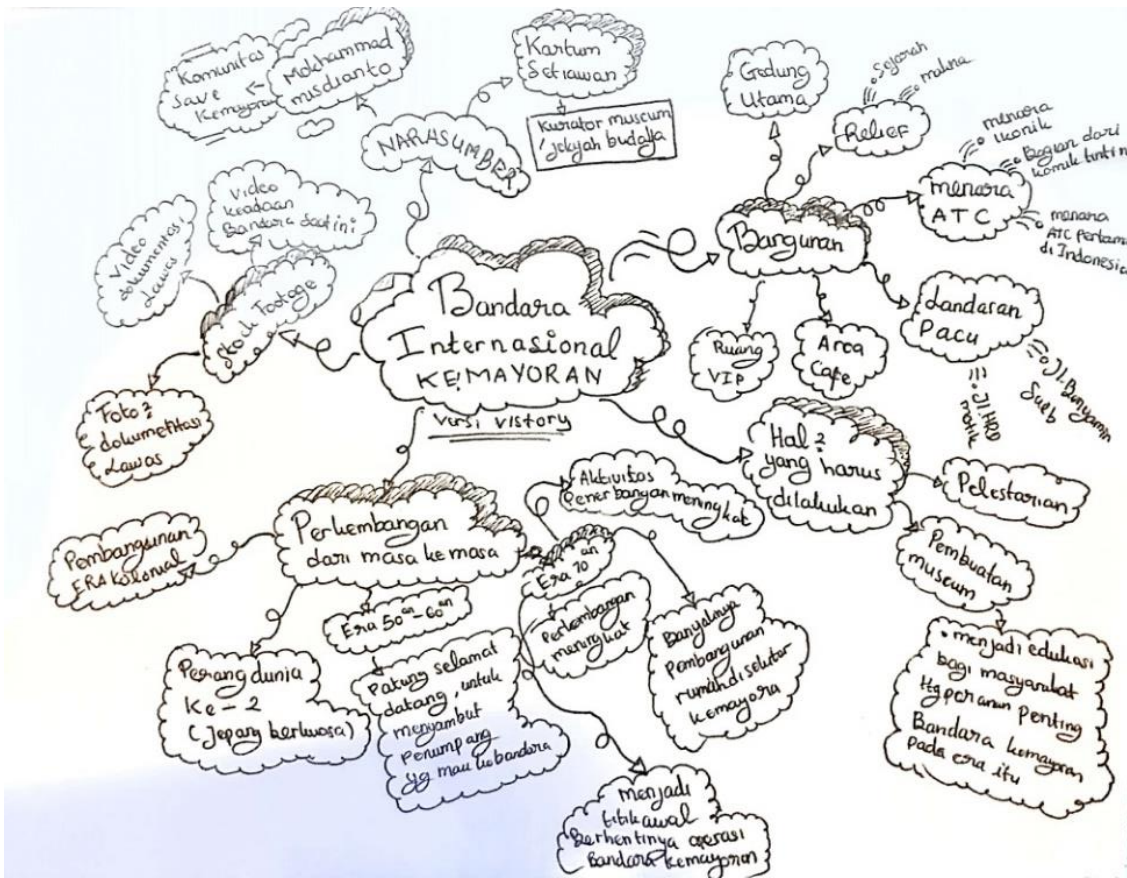 Bandara
Internasional
KEMAYORAN
versi vistory
NARASUMBER
Mokhammad
misdianto
Komunitas
save
Kemayoran
Kartum
Setiawan
Kurator museum
/ jelajah budaya
Bangunan
Gedung
Utama
Relief
Sejarah
makna
menara
ATC
menara
ikonik
Bagian dari
komik tintin
menara
ATC pertama
di Indonesia
Landasan
pacu
Jl. Benyamin
Sueb
Jl. HBR
motik
Area
Cafe
Ruang
VIP
Hal²
yang harus
dilakukan
Pelestarian
Pembuatan
museum
menjadi edukasi
bagi masyarakat
ttg peranan penting
Bandara kemayoran
pada era itu
Perkembangan
dari masa ke masa
Pembangunan
ERA Kolonial
Perang dunia
Ke-2
(Jepang berkuasa)
Era 50an - 60an
Patung selamat
datang, untuk
menyambut
penumpang
yg mau ke bandara
Era 70an
Aktivitas
Penerbangan meningkat
Perkembangan
meningkat
Banyaknya
Pembangunan
rumah disekitar
kemayora
menjadi
titik awal
Berhentinya operasi
Bandara kemayoran
Stock Footage
Video
keadaan
Bandara saat ini
Video
dokumentasi
Lawas
Foto²
dokumentasi
Lawas